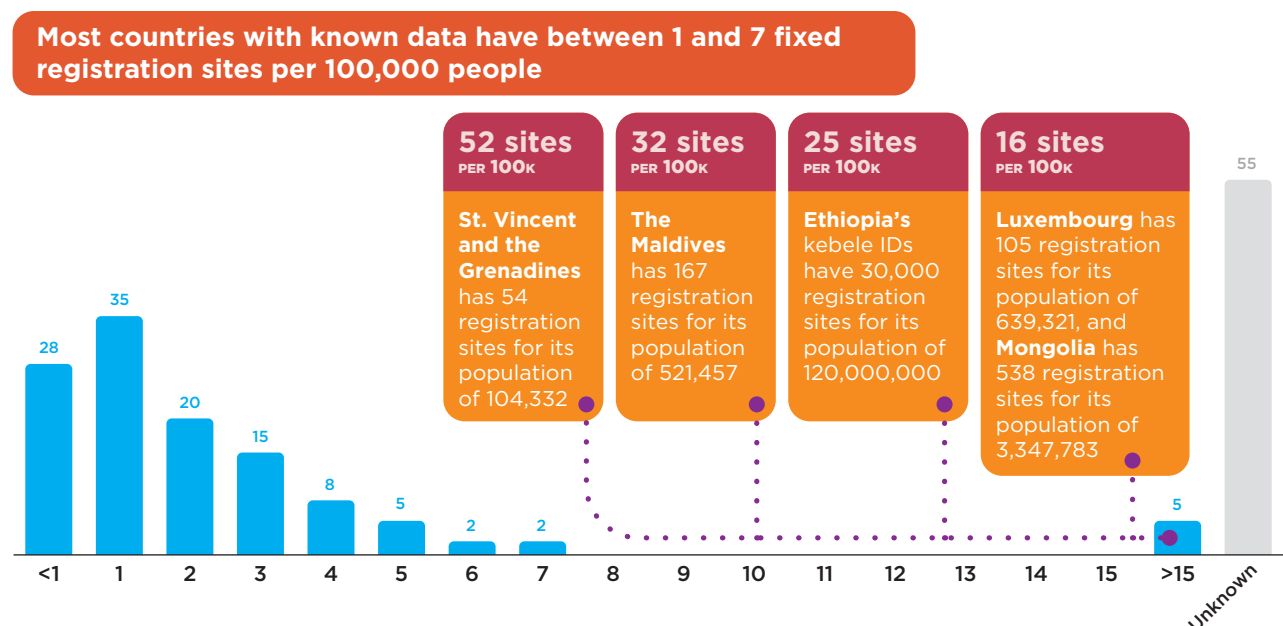 Most countries with known data have between 1 and 7 fixed
registration sites per 100,000 people
52 sites
PER 100K
St. Vincent
and the
Grenadines
has 54
registration
sites for its
population
of 104,332
32 sites
PER 100K
The
Maldives
has 167
registration
sites for its
population
of 521,457
25 sites
PER 100K
Ethiopia's
kebele IDs
have 30,000
registration
sites for its
population of
120,000,000
16 sites
PER 100K
Luxembourg has
105 registration
sites for its
population of
639,321, and
Mongolia has
538 registration
sites for its
population of
3,347,783
28
35
20
15
8
5
2
2
5
55
<1
1
2
3
4
5
6
7
8
9
10
11
12
13
14
15
>15
Unknown